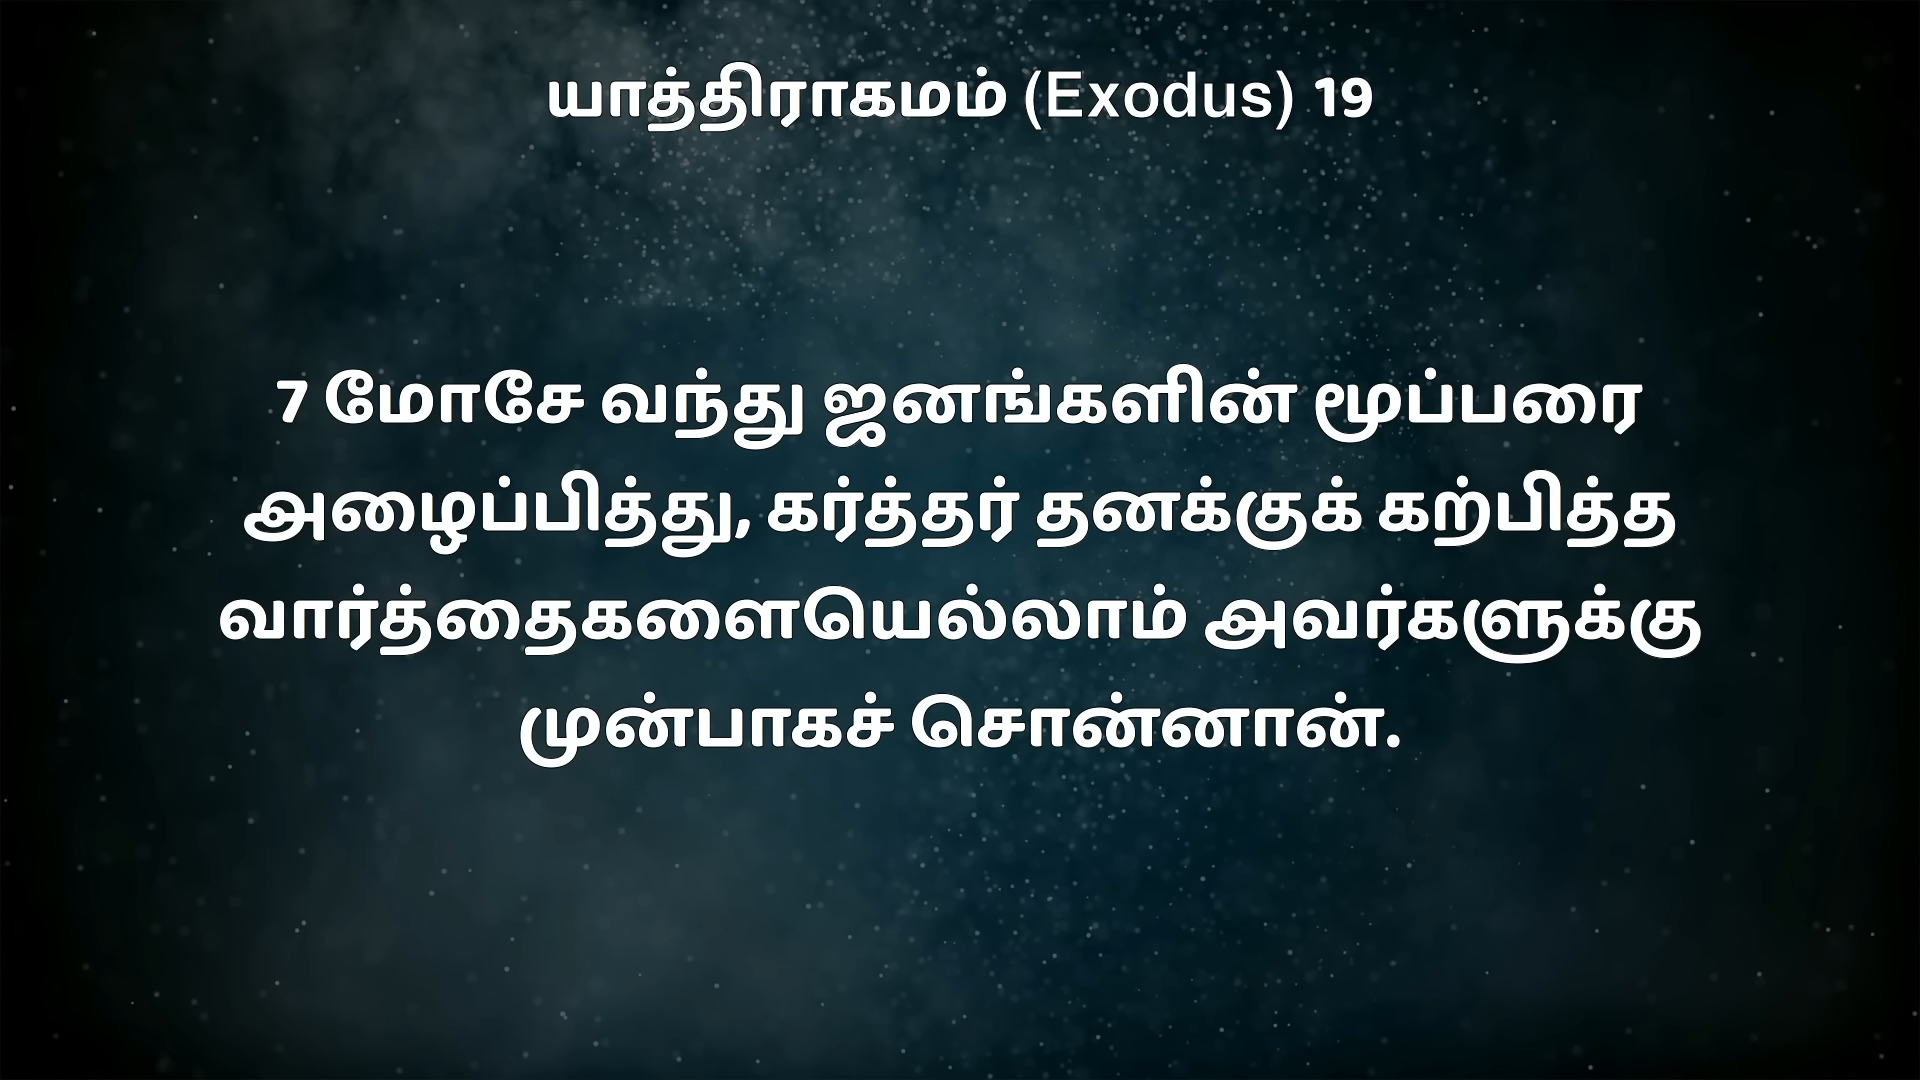 யாத்திராகமம் (Exodus) 19
7 மோசே வந்து ஜனங்களின் மூப்பரை
அழைப்பித்து, கர்த்தர் தனக்குக் கற்பித்த
வார்த்தைகளையெல்லாம் அவர்களுக்கு
முன்பாகச் சொன்னான்.